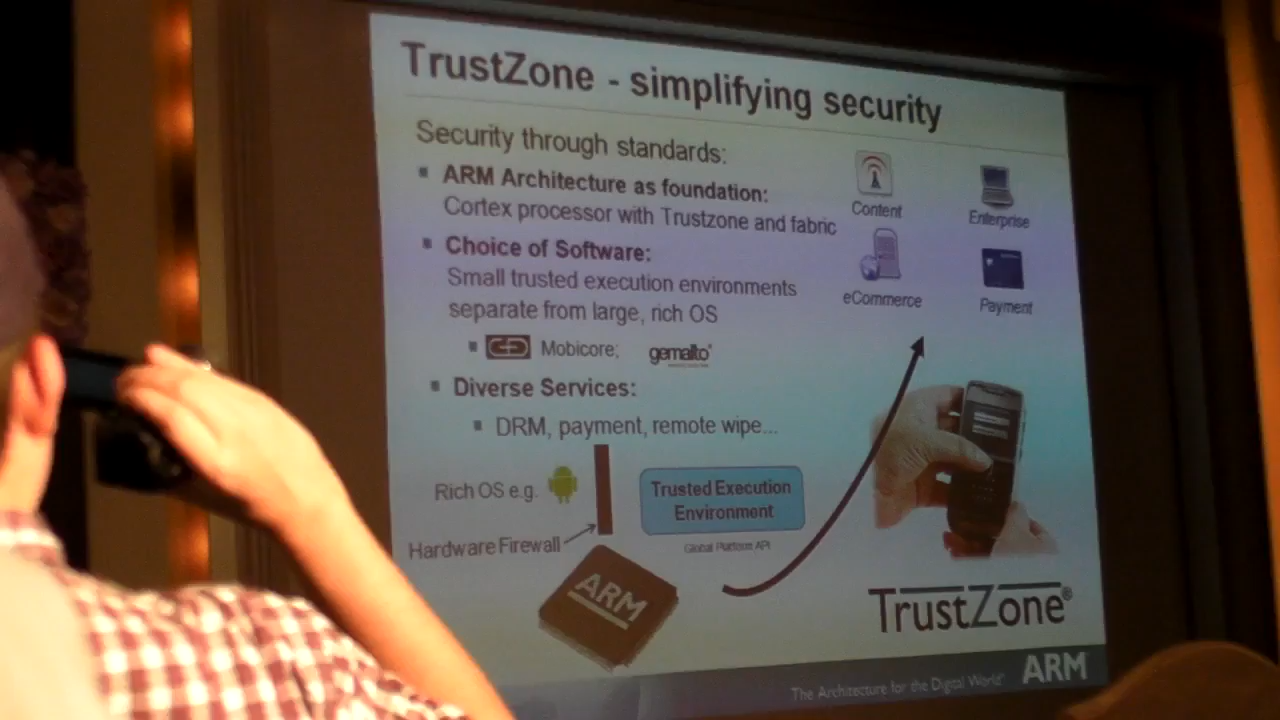 TrustZone - simplifying security
Security through standards:
ARM Architecture as foundation:
Cortex processor with Trustzone and fabric
Choice of Software:
Small trusted execution environments
separate from large, rich OS
Mobicore; gemalto
Diverse Services:
DRM, payment, remote wipe...
Content
Enterprise
eCommerce
Payment
Rich OS e.g.
Trusted Execution
Environment
Hardware Firewall
Global Platform API
ARM
TrustZone®
The Architecture for the Digital World®
ARM